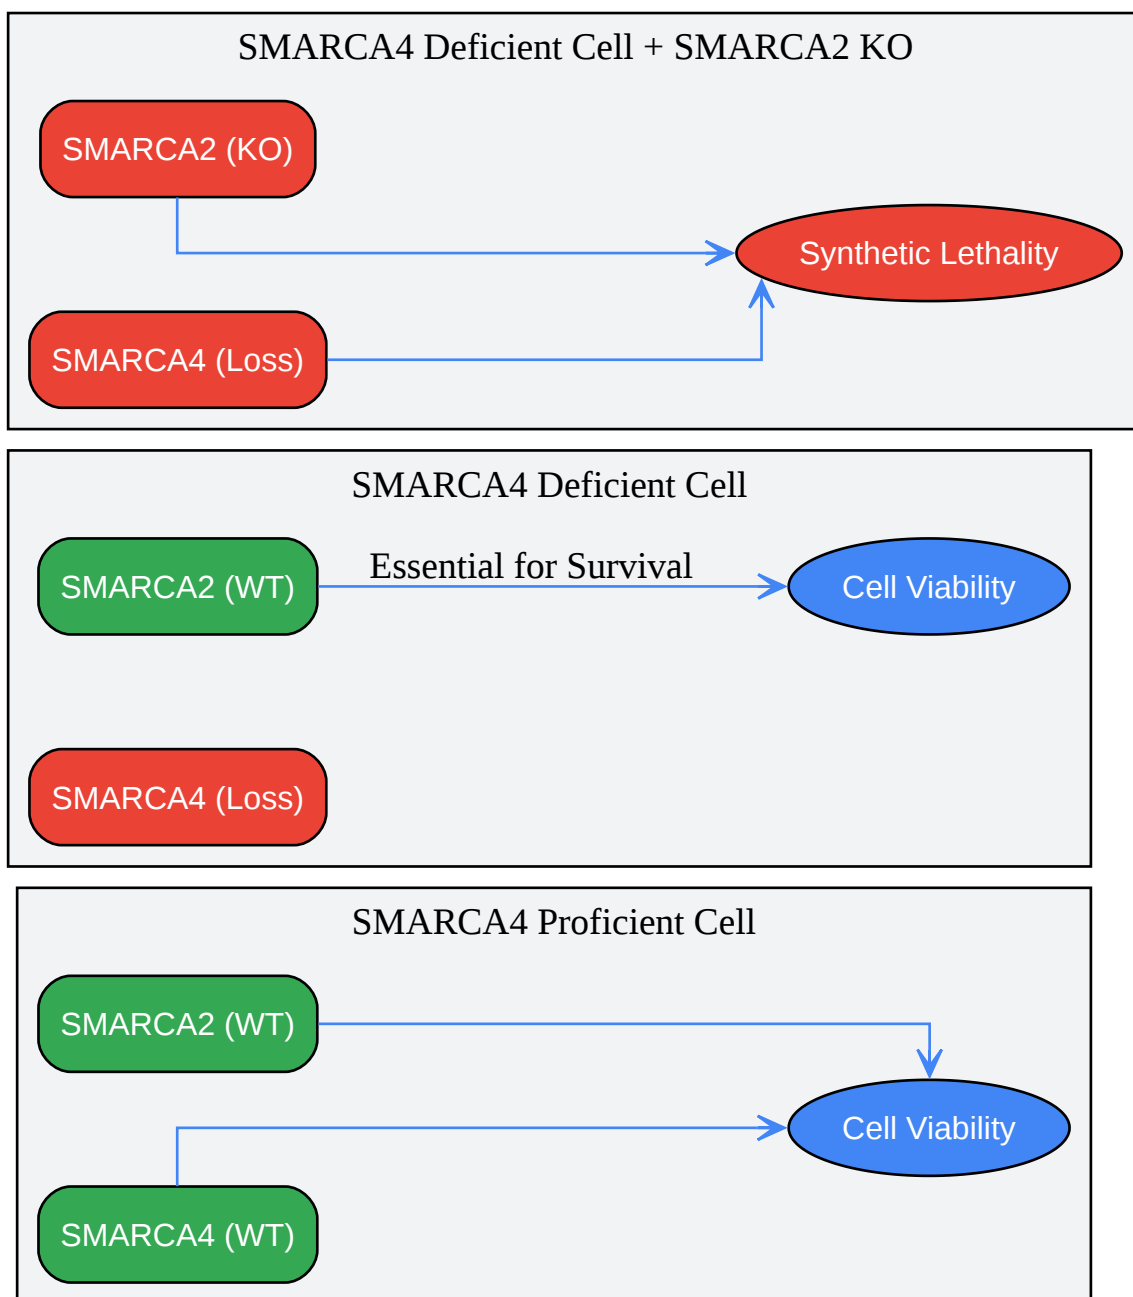 SMARCA4 Deficient Cell + SMARCA2 KO
SMARCA2 (KO)
Synthetic Lethality
SMARCA4 (Loss)
SMARCA4 Deficient Cell
SMARCA2 (WT)
Essential for Survival
Cell Viability
SMARCA4 (Loss)
SMARCA4 Proficient Cell
SMARCA2 (WT)
Cell Viability
SMARCA4 (WT)